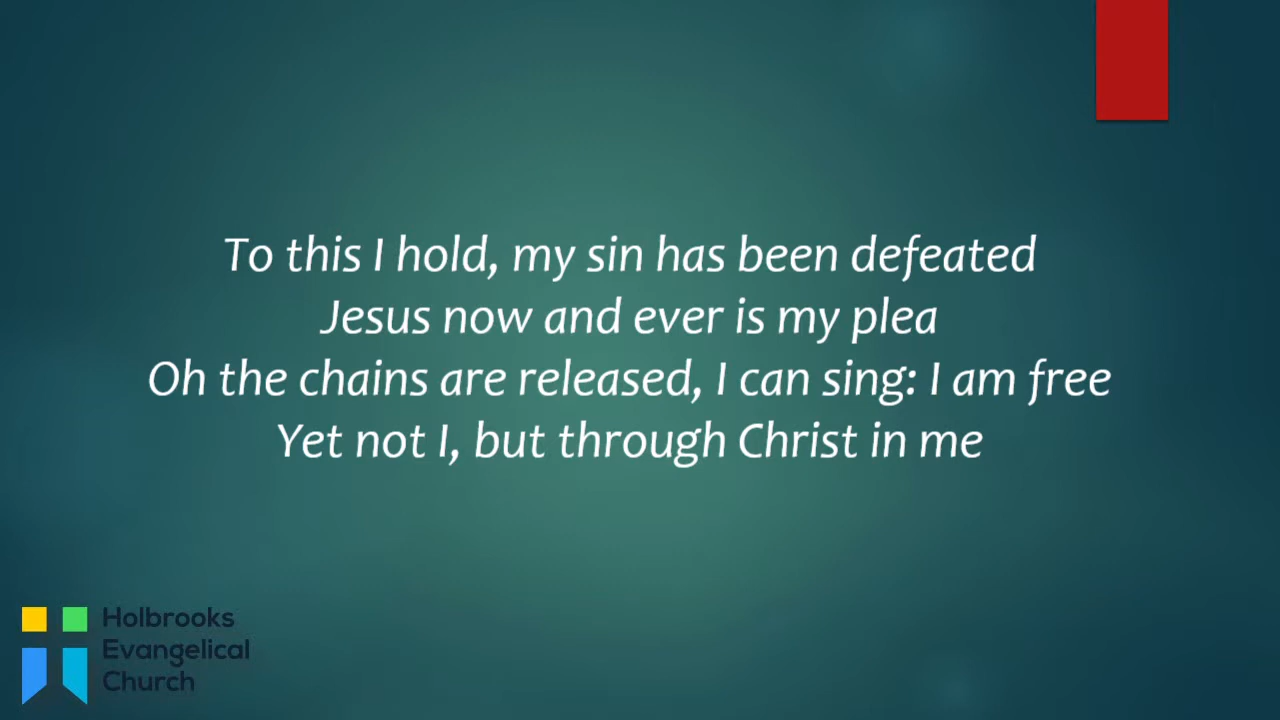 To this I hold, my sin has been defeated
Jesus now and ever is my plea
Oh the chains are released, I can sing: I am free
Yet not I, but through Christ in me
Holbrooks
Evangelical
Church